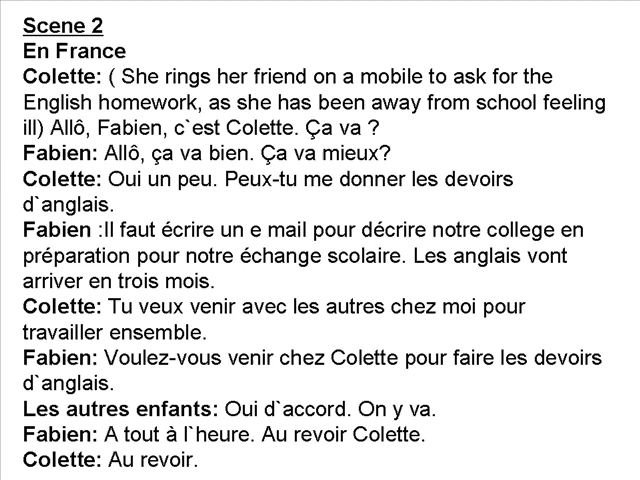 Scene 2
En France
Colette: ( She rings her friend on a mobile to ask for the
English homework, as she has been away from school feeling
ill) Allô, Fabien, c`est Colette. Ça va ?
Fabien: Allô, ça va bien. Ça va mieux?
Colette: Oui un peu. Peux-tu me donner les devoirs
d`anglais.
Fabien :Il faut écrire un e mail pour décrire notre college en
préparation pour notre échange scolaire. Les anglais vont
arriver en trois mois.
Colette: Tu veux venir avec les autres chez moi pour
travailler ensemble.
Fabien: Voulez-vous venir chez Colette pour faire les devoirs
d`anglais.
Les autres enfants: Oui d`accord. On y va.
Fabien: A tout à l`heure. Au revoir Colette.
Colette: Au revoir.